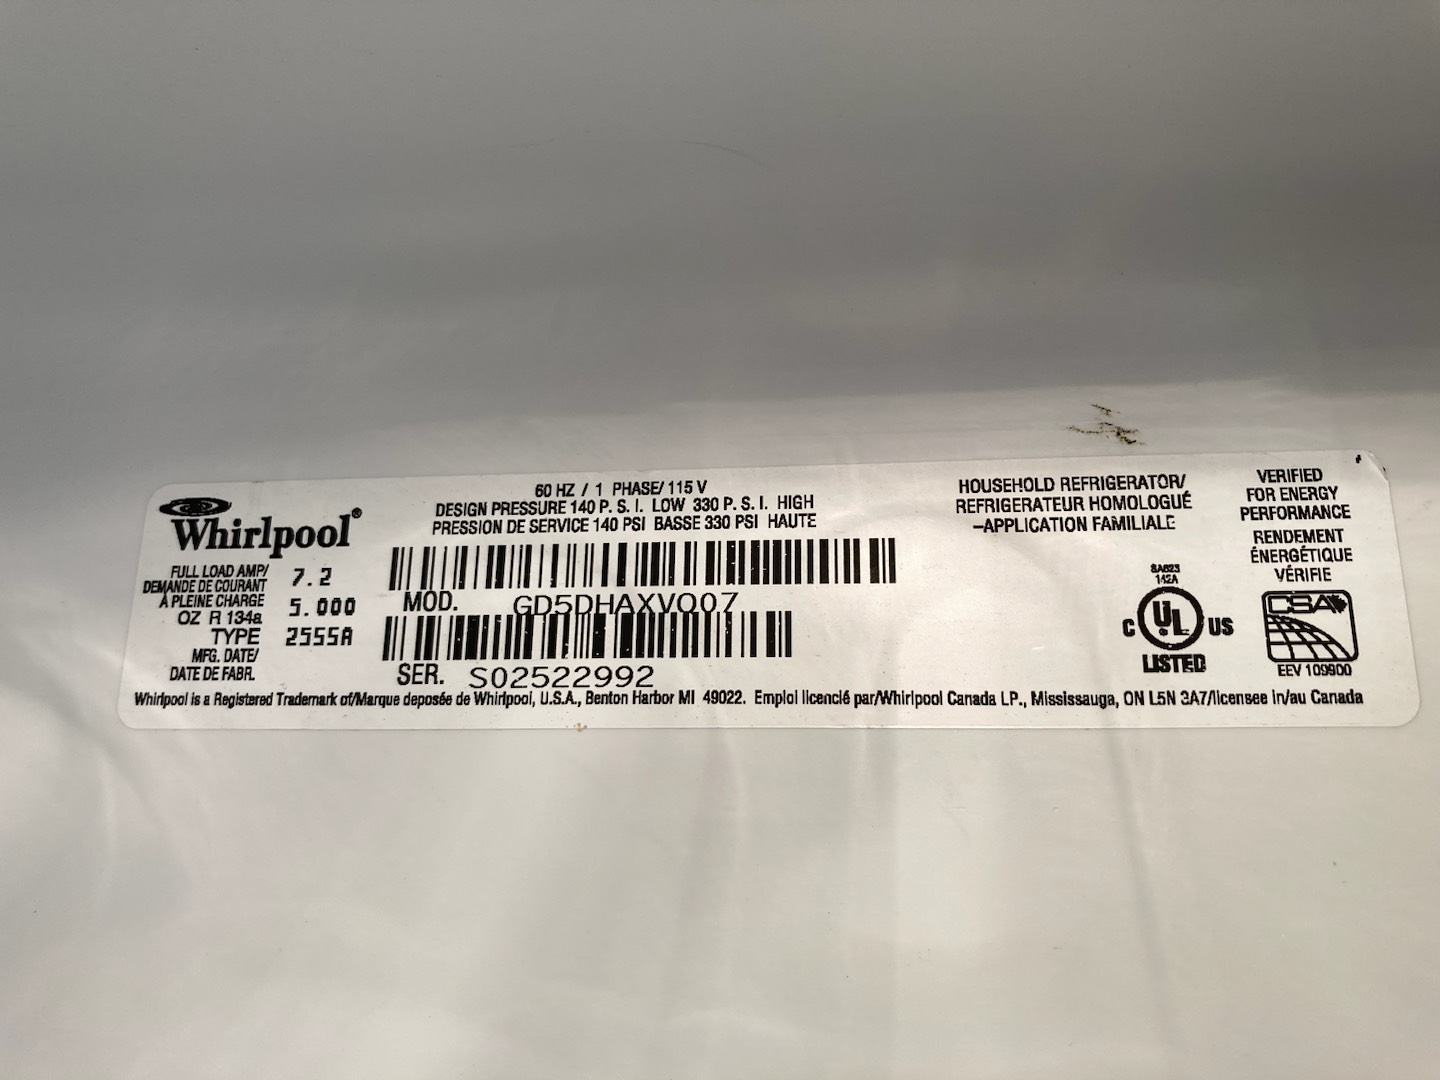 Whirlpool®
60 HZ / 1 PHASE/ 115 V
DESIGN PRESSURE 140 P. S. I. LOW 330 P. S. I. HIGH
PRESSION DE SERVICE 140 PSI BASSE 330 PSI HAUTE
HOUSEHOLD REFRIGERATOR/
REFRIGERATEUR HOMOLOGUÉ
-APPLICATION FAMILIALE
VERIFIED
FOR ENERGY
PERFORMANCE
RENDEMENT
ÉNERGÉTIQUE
VÉRIFIE
FULL LOAD AMP/
DEMANDE DE COURANT
À PLEINE CHARGE
7.2
OZ R 134a 5.000
TYPE 2555A
MFG. DATE/
DATE DE FABR.
MOD. GD5DHAXVQ07
SER. S02522992
SA623
142A
C UL US
LISTED
CSA
EEV 109900
Whirlpool is a Registered Trademark of/Marque deposée de Whirlpool, U.S.A., Benton Harbor MI 49022. Emploi licenclé par/Whirlpool Canada LP., Mississauga, ON L5N 3A7/licensee in/au Canada